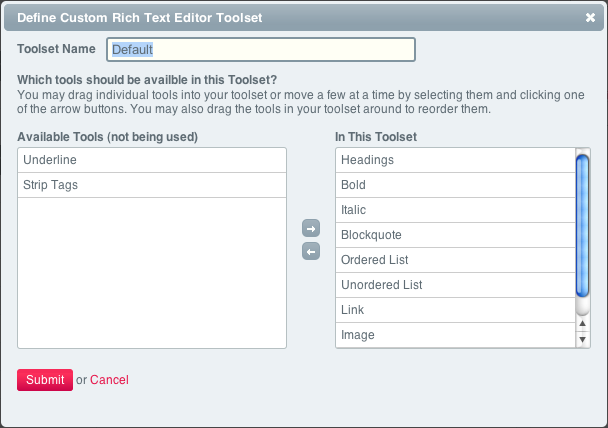 Define Custom Rich Text Editor Toolset
Toolset Name Default
Which tools should be availble in this Toolset?
You may drag individual tools into your toolset or move a few at a time by selecting them and clicking one
of the arrow buttons. You may also drag the tools in your toolset around to reorder them.
Available Tools (not being used)
Underline
Strip Tags
In This Toolset
Headings
Bold
Italic
Blockquote
Ordered List
Unordered List
Link
Image
Submit or Cancel